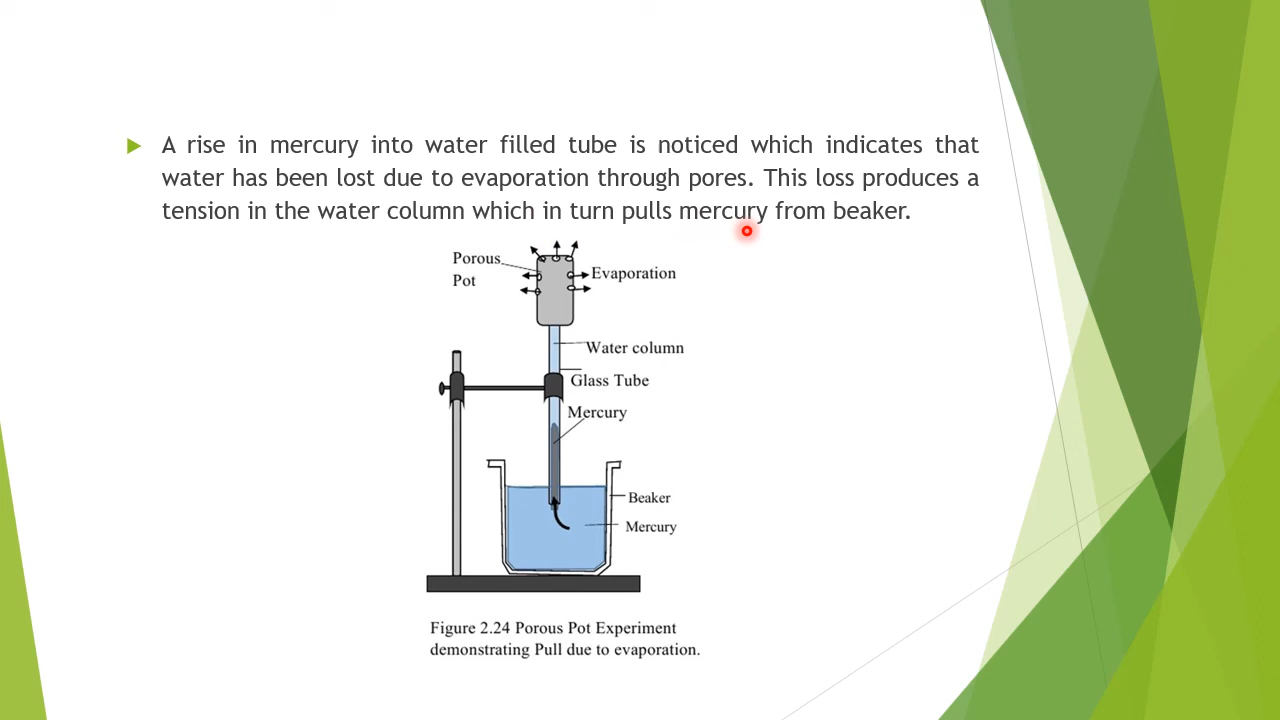 A rise in mercury into water filled tube is noticed which indicates that
water has been lost due to evaporation through pores. This loss produces a
tension in the water column which in turn pulls mercury from beaker.
Porous
Pot
Evaporation
Water column
Glass Tube
Mercury
Beaker
Mercury
Figure 2.24 Porous Pot Experiment
demonstrating Pull due to evaporation.